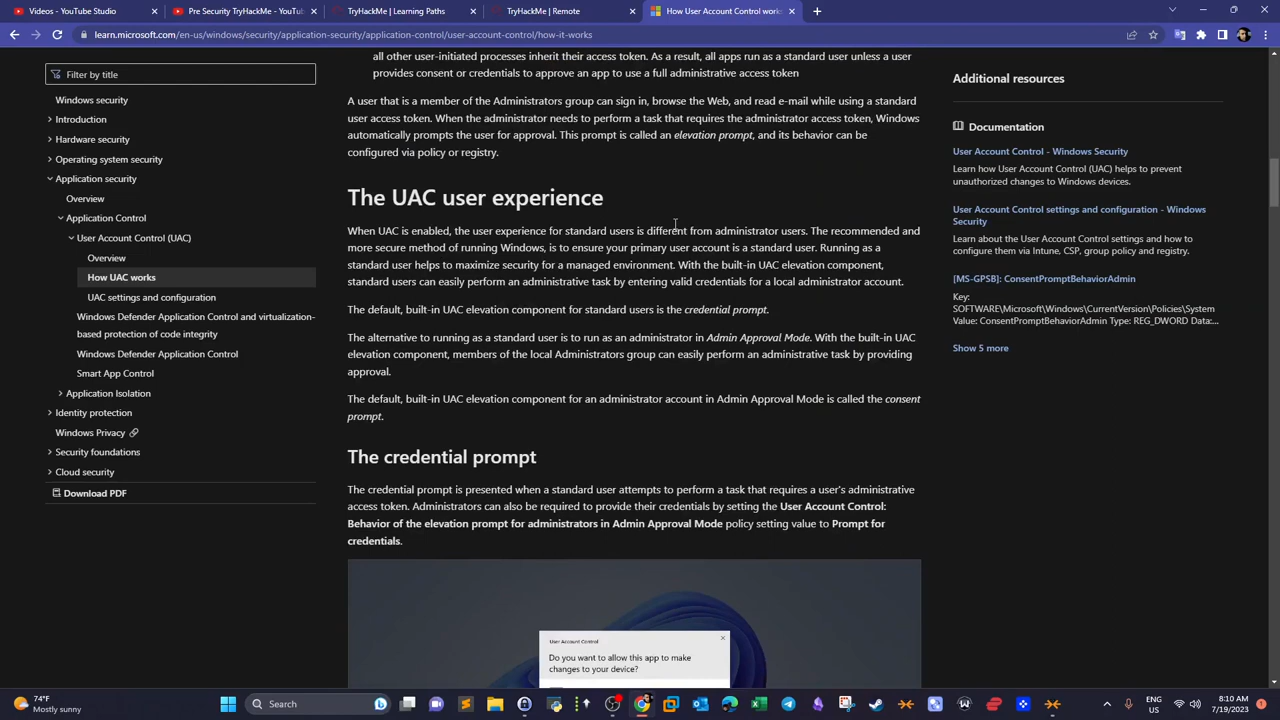 Videos - YouTube Studio
Pre Security TryHackMe - YouTub
TryHackMe | Learning Paths
TryHackMe | Remote
How User Account Control works
learn.microsoft.com/en-us/windows/security/application-security/application-control/user-account-control/how-it-works
Filter by title
Windows security
Introduction
Hardware security
Operating system security
Application security
Overview
Application Control
User Account Control (UAC)
Overview
How UAC works
UAC settings and configuration
Windows Defender Application Control and virtualization-
based protection of code integrity
Windows Defender Application Control
Smart App Control
Application Isolation
Identity protection
Windows Privacy
Security foundations
Cloud security
Download PDF
all other user-initiated processes inherit their access token. As a result, all apps run as a standard user unless a user
provides consent or credentials to approve an app to use a full administrative access token
A user that is a member of the Administrators group can sign in, browse the Web, and read e-mail while using a standard
user access token. When the administrator needs to perform a task that requires the administrator access token, Windows
automatically prompts the user for approval. This prompt is called an elevation prompt, and its behavior can be
configured via policy or registry.
The UAC user experience
When UAC is enabled, the user experience for standard users is different from administrator users. The recommended and
more secure method of running Windows, is to ensure your primary user account is a standard user. Running as a
standard user helps to maximize security for a managed environment. With the built-in UAC elevation component,
standard users can easily perform an administrative task by entering valid credentials for a local administrator account.
The default, built-in UAC elevation component for standard users is the credential prompt.
The alternative to running as a standard user is to run as an administrator in Admin Approval Mode. With the built-in UAC
elevation component, members of the local Administrators group can easily perform an administrative task by providing
approval.
The default, built-in UAC elevation component for an administrator account in Admin Approval Mode is called the consent
prompt.
The credential prompt
The credential prompt is presented when a standard user attempts to perform a task that requires a user's administrative
access token. Administrators can also be required to provide their credentials by setting the User Account Control:
Behavior of the elevation prompt for administrators in Admin Approval Mode policy setting value to Prompt for
credentials.
User Account Control
Do you want to allow this app to make
changes to your device?
Additional resources
Documentation
User Account Control - Windows Security
Learn how User Account Control (UAC) helps to prevent
unauthorized changes to Windows devices.
User Account Control settings and configuration - Windows
Security
Learn about the User Account Control settings and how to
configure them via Intune, CSP, group policy and registry.
[MS-GPSB]: ConsentPromptBehaviorAdmin
Key:
SOFTWARE\Microsoft\Windows\CurrentVersion\Policies\System
Value: ConsentPromptBehaviorAdmin Type: REG_DWORD Data:...
Show 5 more
74°F
Mostly sunny
Search
ENG
US
8:10 AM
7/19/2023